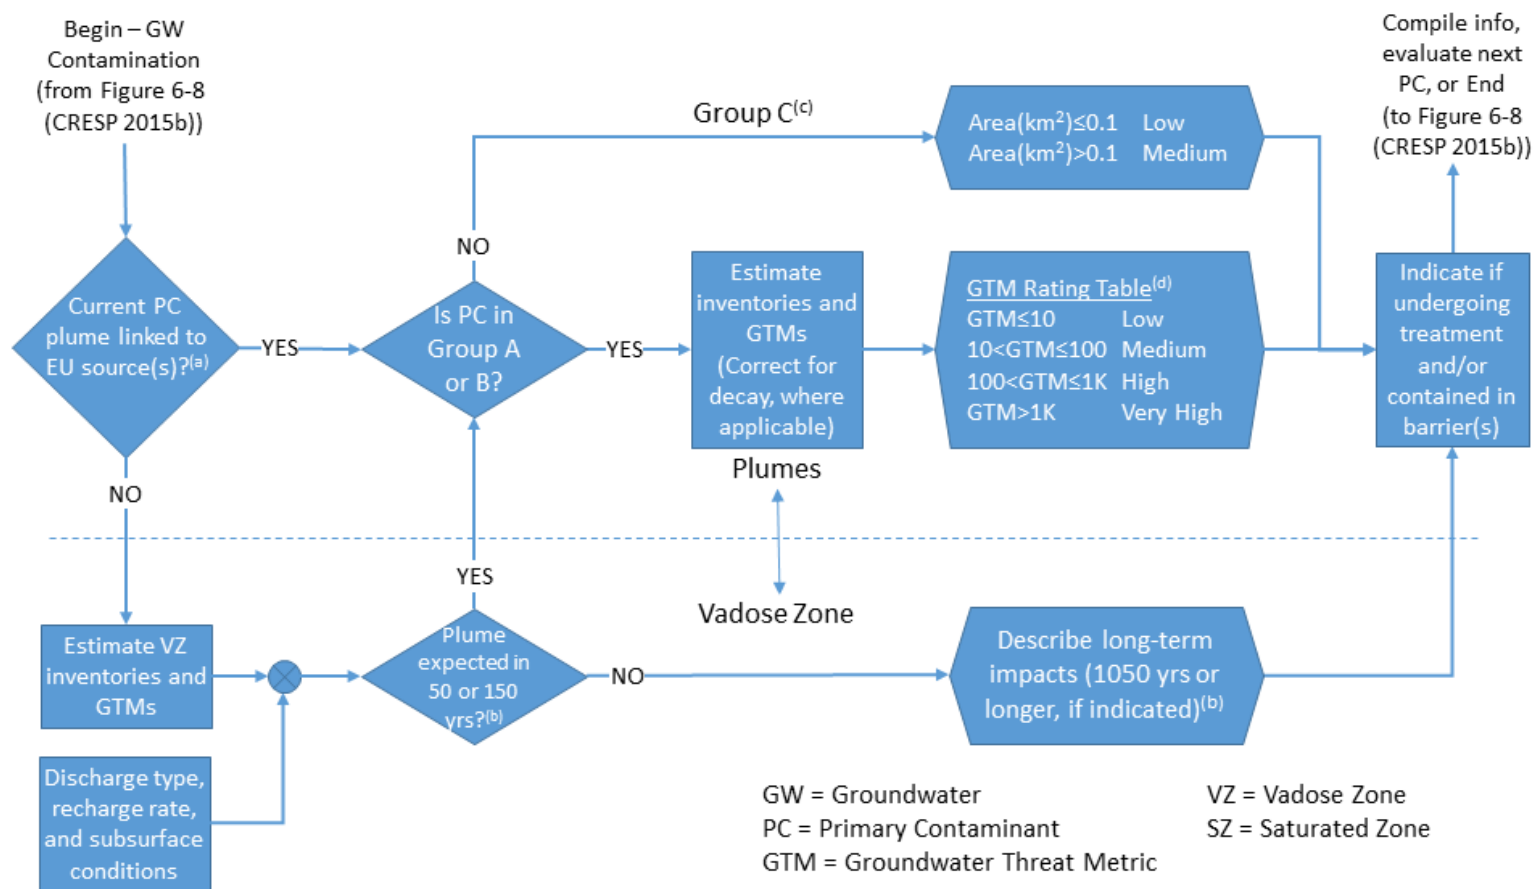 Begin – GW
Contamination
(from Figure 6-8
(CRESP 2015b))
Compile info,
evaluate next
PC, or End
(to Figure 6-8
(CRESP 2015b))
Group C(c)
Area(km²)≤0.1 Low
Area(km²)>0.1 Medium
NO
Current PC
plume linked to
EU source(s)?(a)
YES
Is PC in
Group A
or B?
YES
Estimate
inventories and
GTMs
(Correct for
decay, where
applicable)
GTM Rating Table(d)
GTM≤10 Low
10<GTM≤100 Medium
100<GTM≤1K High
GTM>1K Very High
Indicate if
undergoing
treatment
and/or
contained in
barrier(s)
Plumes
NO
YES
Vadose Zone
Estimate VZ
inventories and
GTMs
Plume
expected in
50 or 150
yrs?(b)
NO
Describe long-term
impacts (1050 yrs or
longer, if indicated)(b)
Discharge type,
recharge rate,
and subsurface
conditions
GW = Groundwater
PC = Primary Contaminant
GTM = Groundwater Threat Metric
VZ = Vadose Zone
SZ = Saturated Zone